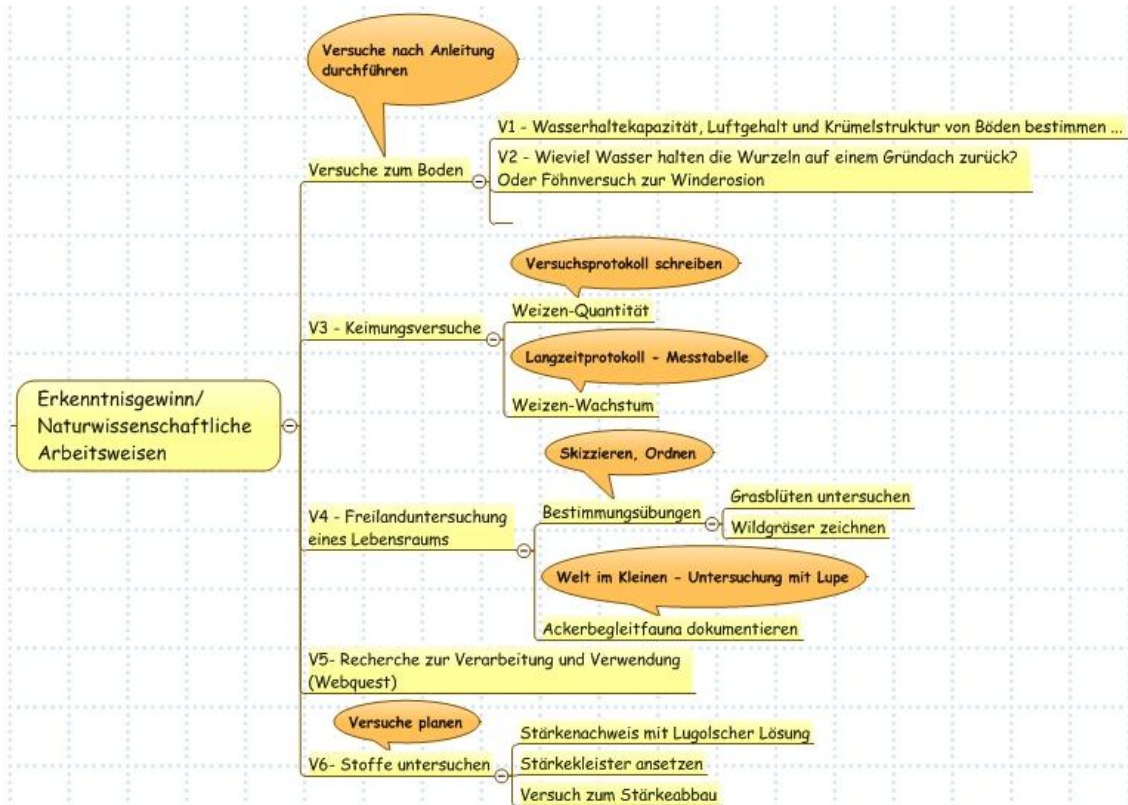 Versuche nach Anleitung
durchführen
V1 - Wasserhaltekapazität, Luftgehalt und Krümelstruktur von Böden bestimmen ...
V2 - Wieviel Wasser halten die Wurzeln auf einem Gründach zurück?
Oder Föhnversuch zur Winderosion
Versuche zum Boden
Versuchsprotokoll schreiben
Weizen-Quantität
V3 - Keimungsversuche
Langzeitprotokoll - Messtabelle
Weizen-Wachstum
Erkenntnisgewinn/
Naturwissenschaftliche
Arbeitsweisen
Skizzieren, Ordnen
Grasblüten untersuchen
Bestimmungsübungen
Wildgräser zeichnen
V4 - Freilanduntersuchung
eines Lebensraums
Welt im Kleinen - Untersuchung mit Lupe
Ackerbegleitfauna dokumentieren
V5- Recherche zur Verarbeitung und Verwendung
(Webquest)
Versuche planen
V6- Stoffe untersuchen
Stärkenachweis mit Lugolscher Lösung
Stärkekleister ansetzen
Versuch zum Stärkeabbau